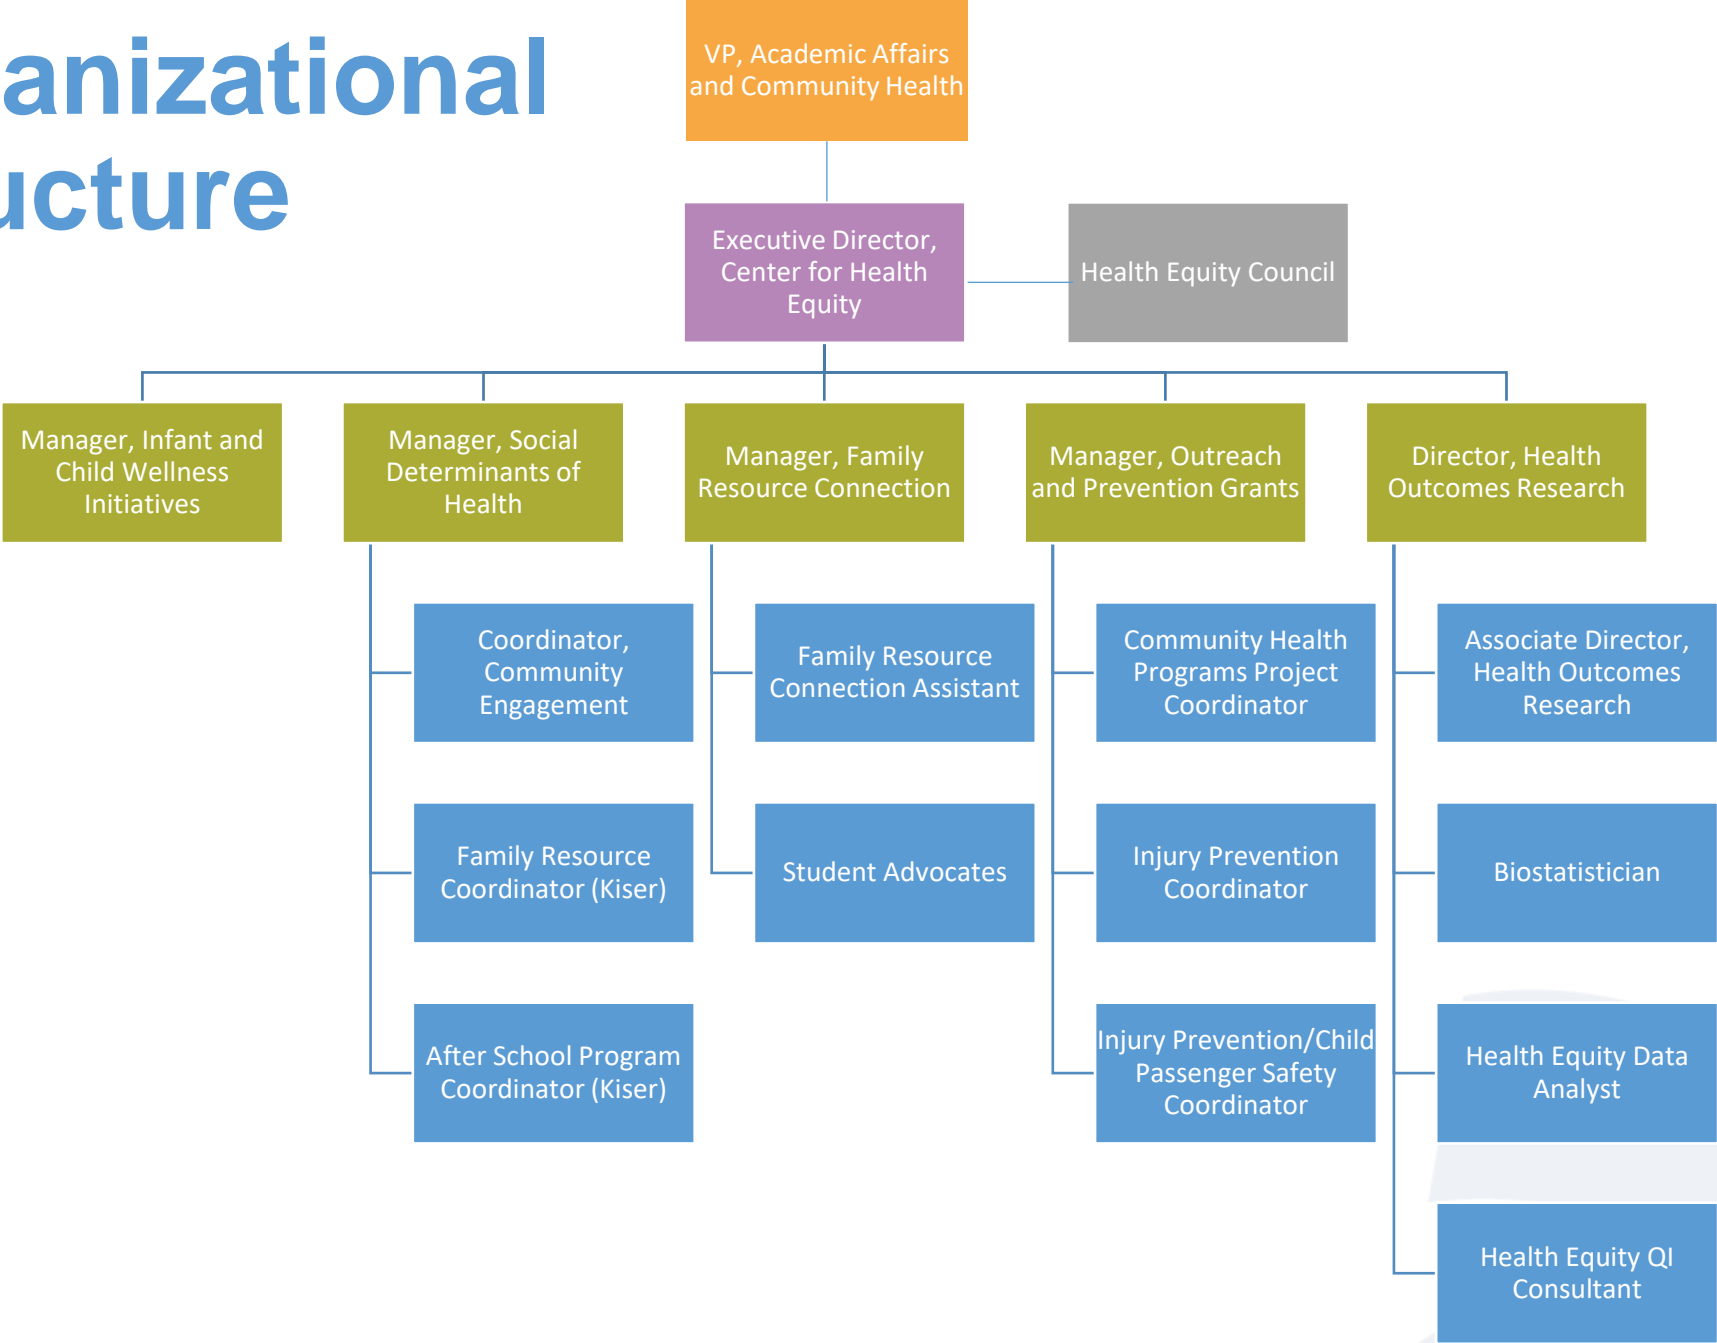 anizational
ucture
VP, Academic Affairs
and Community Health
Executive Director,
Center for Health
Equity
Health Equity Council
Manager, Infant and
Child Wellness
Initiatives
Manager, Social
Determinants of
Health
Manager, Family
Resource Connection
Manager, Outreach
and Prevention Grants
Director, Health
Outcomes Research
Coordinator,
Community
Engagement
Family Resource
Coordinator (Kiser)
After School Program
Coordinator (Kiser)
Family Resource
Connection Assistant
Student Advocates
Community Health
Programs Project
Coordinator
Injury Prevention
Coordinator
Injury Prevention/Child
Passenger Safety
Coordinator
Associate Director,
Health Outcomes
Research
Biostatistician
Health Equity Data
Analyst
Health Equity QI
Consultant